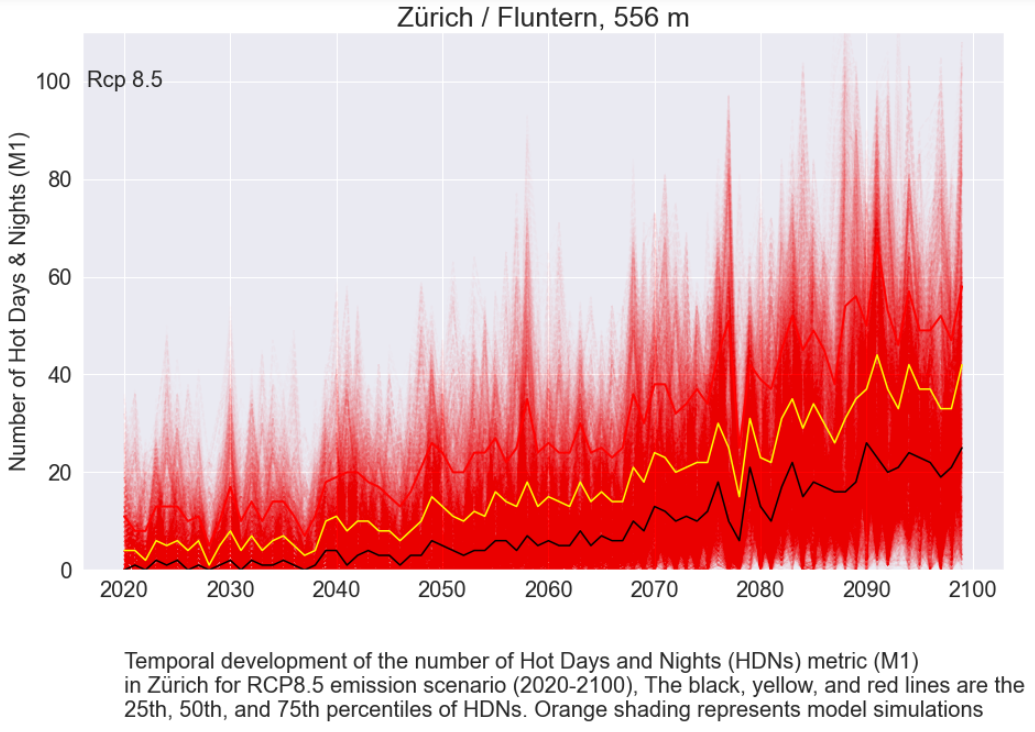 Zürich / Fluntern, 556 m
Rcp 8.5
Number of Hot Days & Nights (M1)
100
80
60
40
20
0
2020 2030 2040 2050 2060 2070 2080 2090 2100
Temporal development of the number of Hot Days and Nights (HDNs) metric (M1)
in Zürich for RCP8.5 emission scenario (2020-2100), The black, yellow, and red lines are the
25th, 50th, and 75th percentiles of HDNs. Orange shading represents model simulations